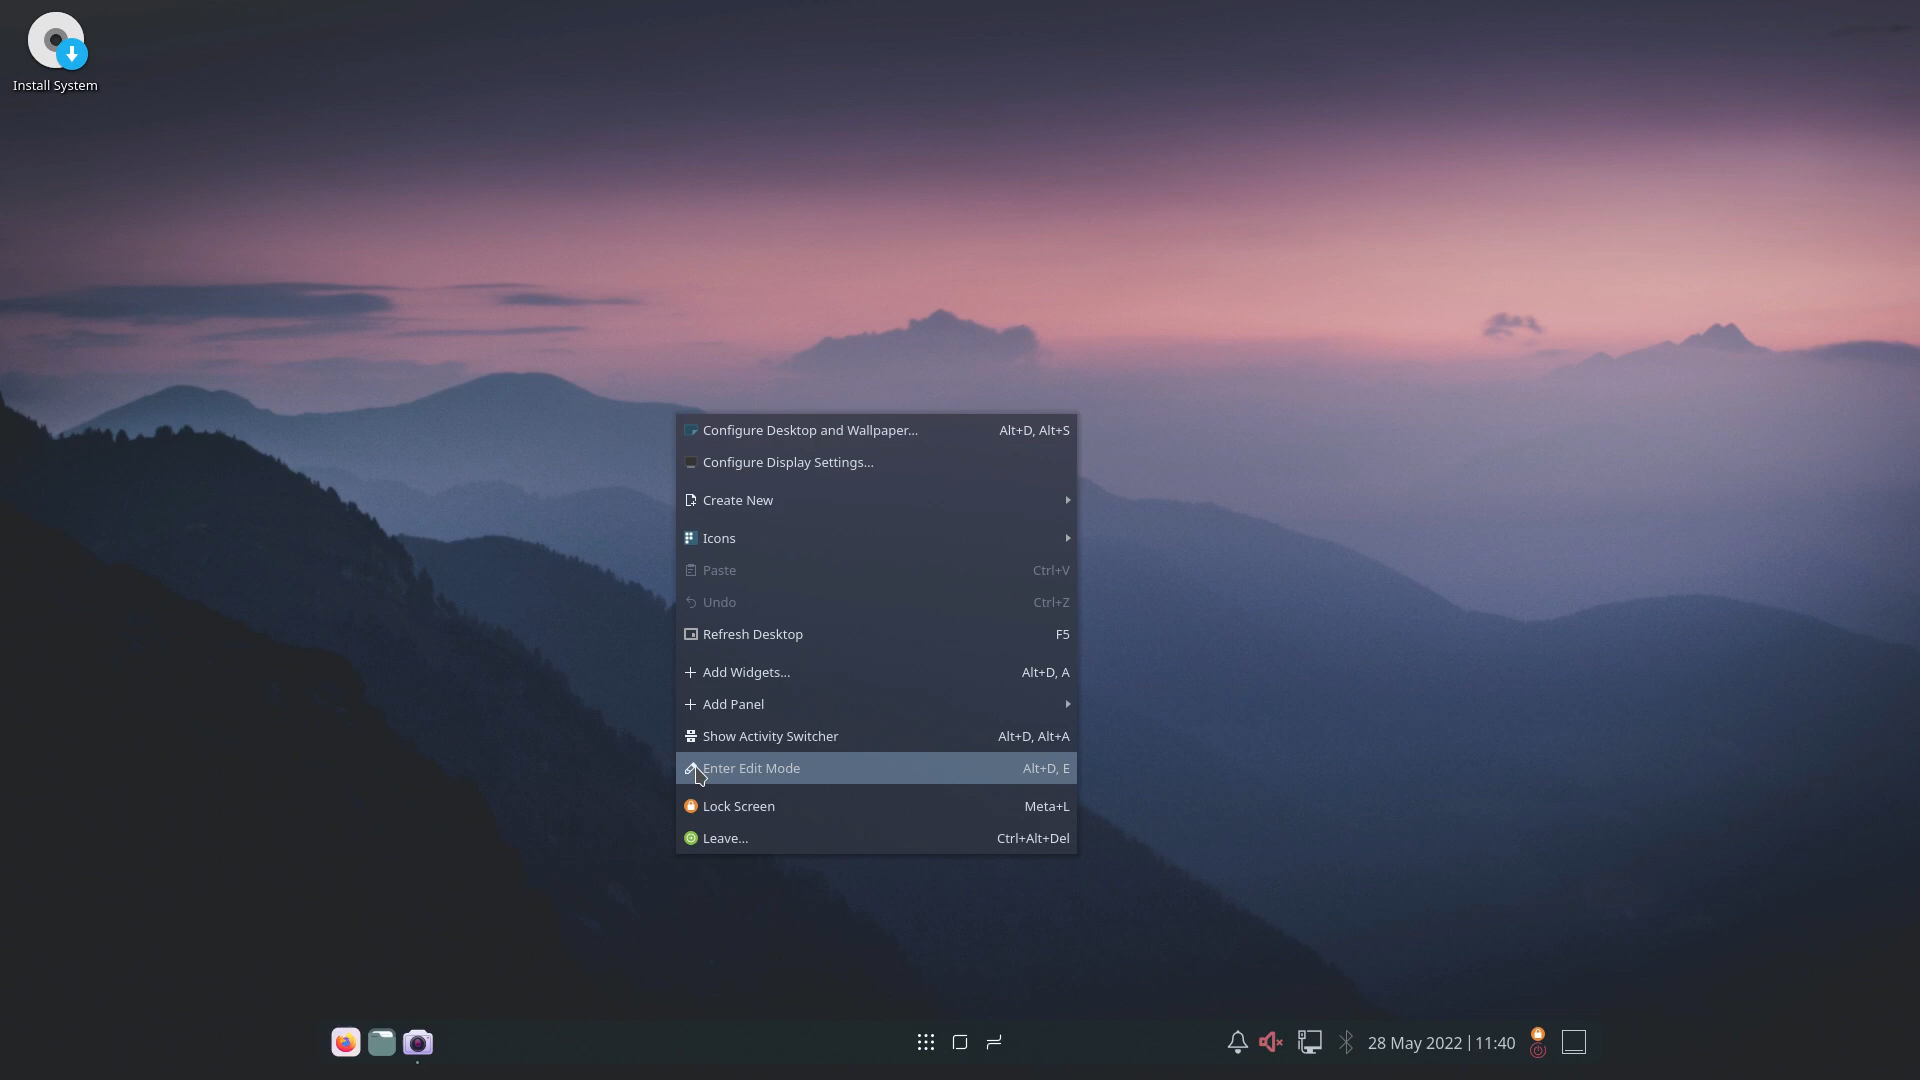 Install System
Configure Desktop and Wallpaper... Alt+D, Alt+S
Configure Display Settings...
Create New
Icons
Paste Ctrl+V
Undo Ctrl+Z
Refresh Desktop F5
Add Widgets... Alt+D, A
Add Panel
Show Activity Switcher Alt+D, Alt+A
Enter Edit Mode Alt+D, E
Lock Screen Meta+L
Leave... Ctrl+Alt+Del
28 May 2022 | 11:40